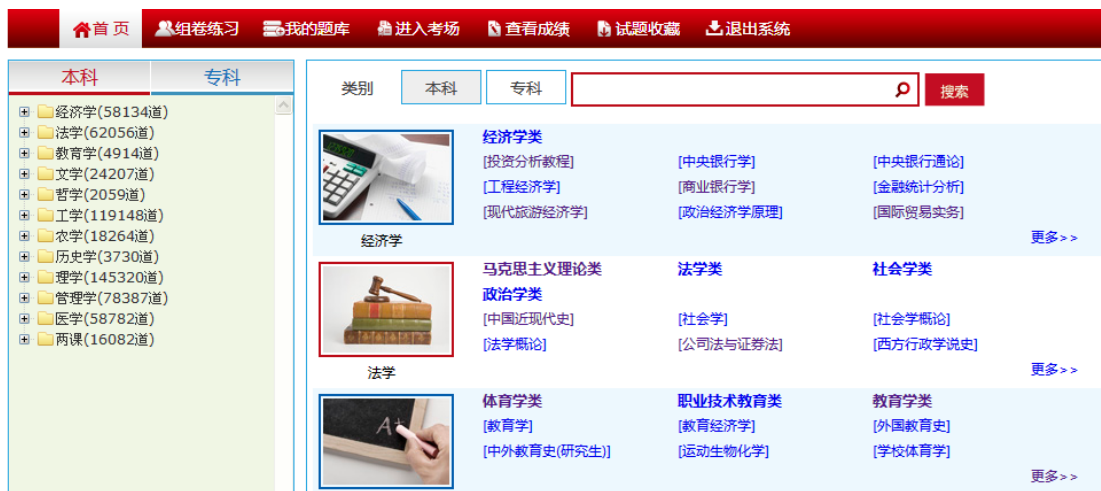 首 页 组卷练习 我的题库 进入考场 查看成绩 试题收藏 退出系统
本科 专科
经济学(58134道)
法学(62056道)
教育学(4914道)
文学(24207道)
哲学(2059道)
工学(119148道)
农学(18264道)
历史学(3730道)
理学(145320道)
管理学(78387道)
医学(58782道)
两课(16082道)
类别 本科 专科 搜索
经济学类
[投资分析教程] [中央银行学] [中央银行通论]
[工程经济学] [商业银行学] [金融统计分析]
[现代旅游经济学] [政治经济学原理] [国际贸易实务]
经济学
更多>>
马克思主义理论类 法学类 社会学类
政治学类
[中国近现代史] [社会学] [社会学概论]
[法学概论] [公司法与证券法] [西方行政学说史]
法学
更多>>
体育学类 职业技术教育类 教育学类
[教育学] [教育经济学] [外国教育史]
[中外教育史(研究生)] [运动生物化学] [学校体育学]
A+
更多>>